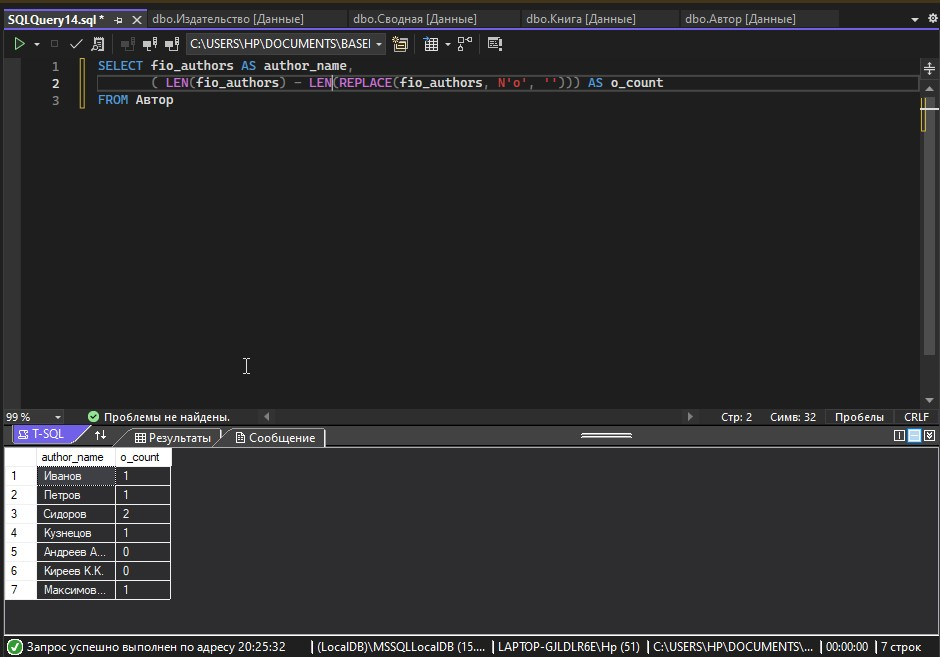 SQLQuery14.sql * dbo.Издательство [Данные] dbo.Сводная [Данные] dbo.Книга [Данные] dbo.Автор [Данные]
C:\USERS\HP\DOCUMENTS\BASEI
1 SELECT fio_authors AS author_name,
2 ( LEN(fio_authors) - LEN(REPLACE(fio_authors, N'о', ''))) AS o_count
3 FROM Автор
99 % Проблемы не найдены. Стр: 2 Симв: 32 Пробелы CRLF
T-SQL Результаты Сообщение
author_name o_count
1 Иванов 1
2 Петров 1
3 Сидоров 2
4 Кузнецов 1
5 Андреев А... 0
6 Киреев К.К. 0
7 Максимов... 1
Запрос успешно выполнен по адресу 20:25:32 (LocalDB)\MSSQLLocalDB (15.... LAPTOP-GJLDLR6E\Hp (51) C:\USERS\HP\DOCUMENTS\... 00:00:00 7 строк